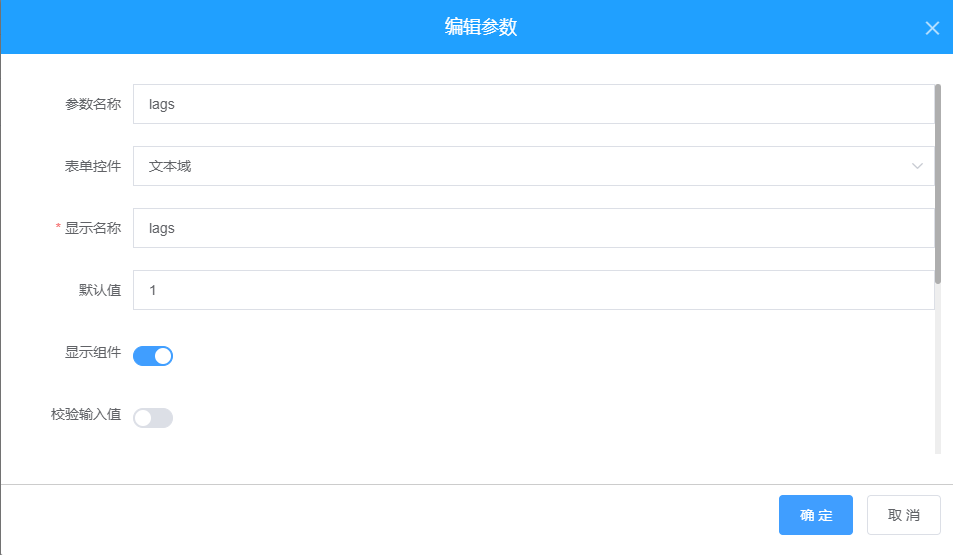 编辑参数
参数名称 lags
表单控件 文本域
* 显示名称 lags
默认值 1
显示组件
校验输入值
确 定 取 消